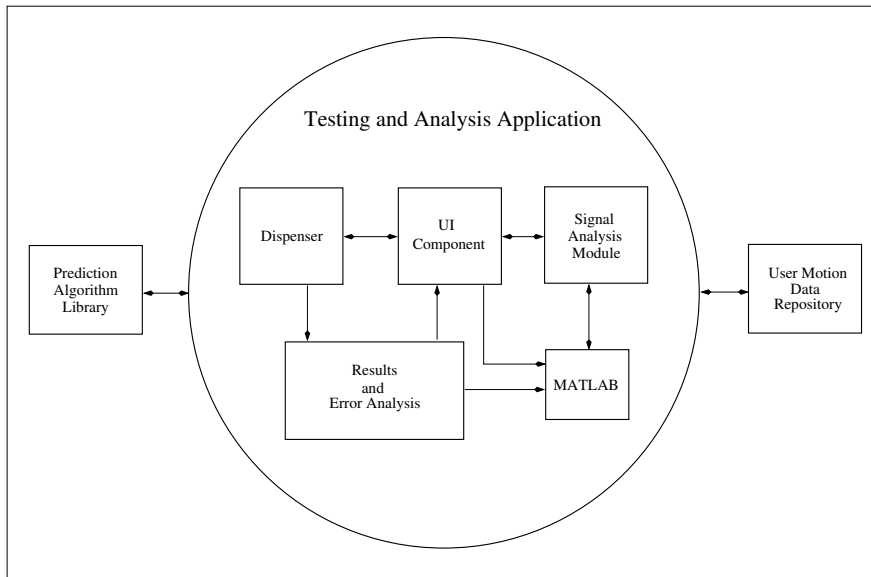 Testing and Analysis Application
Dispenser
UI
Component
Signal
Analysis
Module
Prediction
Algorithm
Library
User Motion
Data
Repository
Results
and
Error Analysis
MATLAB